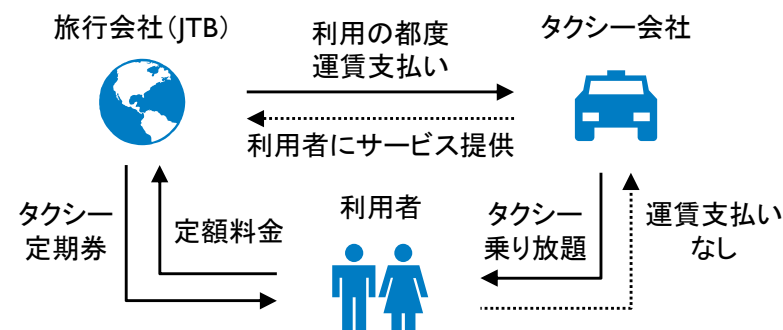 旅行会社(JTB)
利用の都度
運賃支払い
タクシー会社
利用者にサービス提供
タクシー
定期券
定額料金
利用者
タクシー
乗り放題
運賃支払い
なし